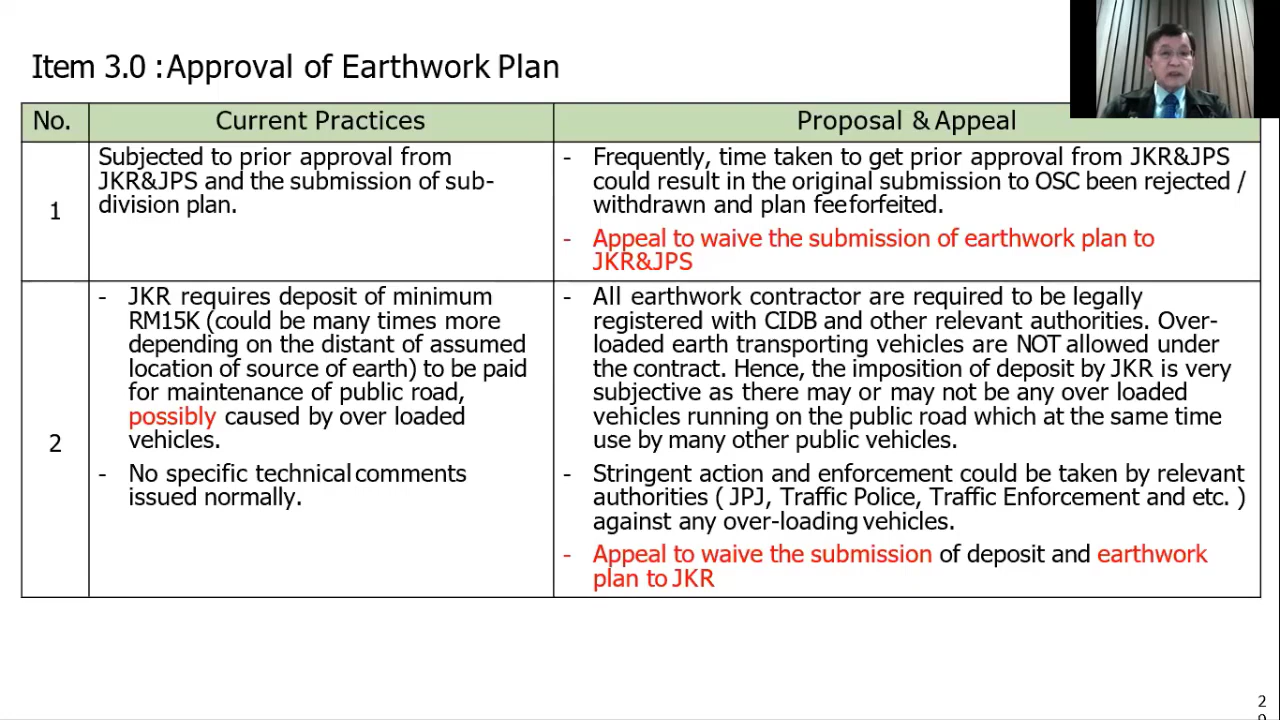 Item 3.0 : Approval of Earthwork Plan
No. Current Practices Proposal & Appeal
1
Subjected to prior approval from
JKR&JPS and the submission of sub-
division plan.
- Frequently, time taken to get prior approval from JKR&JPS
could result in the original submission to OSC been rejected /
withdrawn and plan fee forfeited.
- Appeal to waive the submission of earthwork plan to
JKR&JPS
2
- JKR requires deposit of minimum
RM15K (could be many times more
depending on the distant of assumed
location of source of earth) to be paid
for maintenance of public road,
possibly caused by over loaded
vehicles.
- No specific technical comments
issued normally.
- All earthwork contractor are required to be legally
registered with CIDB and other relevant authorities. Over-
loaded earth transporting vehicles are NOT allowed under
the contract. Hence, the imposition of deposit by JKR is very
subjective as there may or may not be any over loaded
vehicles running on the public road which at the same time
use by many other public vehicles.
- Stringent action and enforcement could be taken by relevant
authorities ( JPJ, Traffic Police, Traffic Enforcement and etc. )
against any over-loading vehicles.
- Appeal to waive the submission of deposit and earthwork
plan to JKR
2